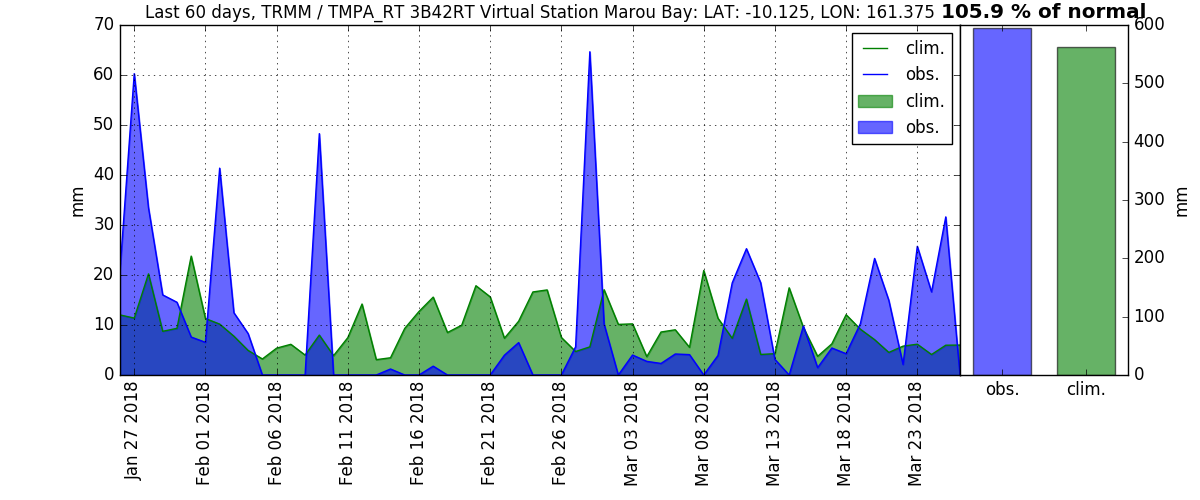 Last 60 days, TRMM / TMPA_RT 3B42RT Virtual Station Marou Bay: LAT: -10.125, LON: 161.375 105.9 % of normal
70
60
50
40
30
20
10
0
mm
clim.
obs.
clim.
obs.
Jan 27 2018
Feb 01 2018
Feb 06 2018
Feb 11 2018
Feb 16 2018
Feb 21 2018
Feb 26 2018
Mar 03 2018
Mar 08 2018
Mar 13 2018
Mar 18 2018
Mar 23 2018
600
500
400
300
200
100
0
mm
obs.
clim.